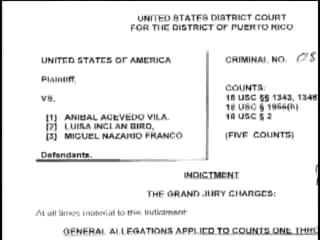 UNITED STATES DISTRICT COURT
FOR THE DISTRICT OF PUERTO RICO
UNITED STATES OF AMERICA
Plaintiff,
VS.
[1] ANIBAL ACEVEDO VILA,
[2] LUISA INCLAN BIRD,
[3] MIGUEL NAZARIO FRANCO
Defendants.
CRIMINAL NO. 08
COUNTS:
18 USC §§ 1343, 1346
18 USC § 1956(h)
18 USC § 2
(FIVE COUNTS)
INDICTMENT
THE GRAND JURY CHARGES:
At all times material to this Indictment:
GENERAL ALLEGATIONS APPLIED TO COUNTS ONE THRO